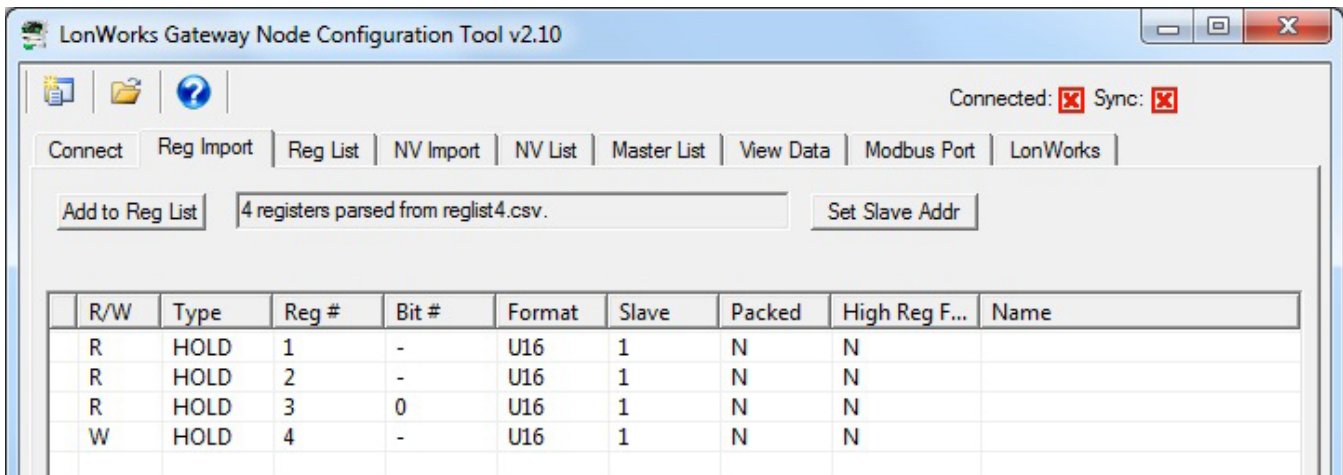 LonWorks Gateway Node Configuration Tool v2.10
Connected: Sync:
Connect Reg Import Reg List NV Import NV List Master List View Data Modbus Port LonWorks
Add to Reg List 4 registers parsed from reglist4.csv. Set Slave Addr
R/W Type Reg # Bit # Format Slave Packed High Reg F... Name
R HOLD 1 - U16 1 N N
R HOLD 2 - U16 1 N N
R HOLD 3 0 U16 1 N N
W HOLD 4 - U16 1 N N